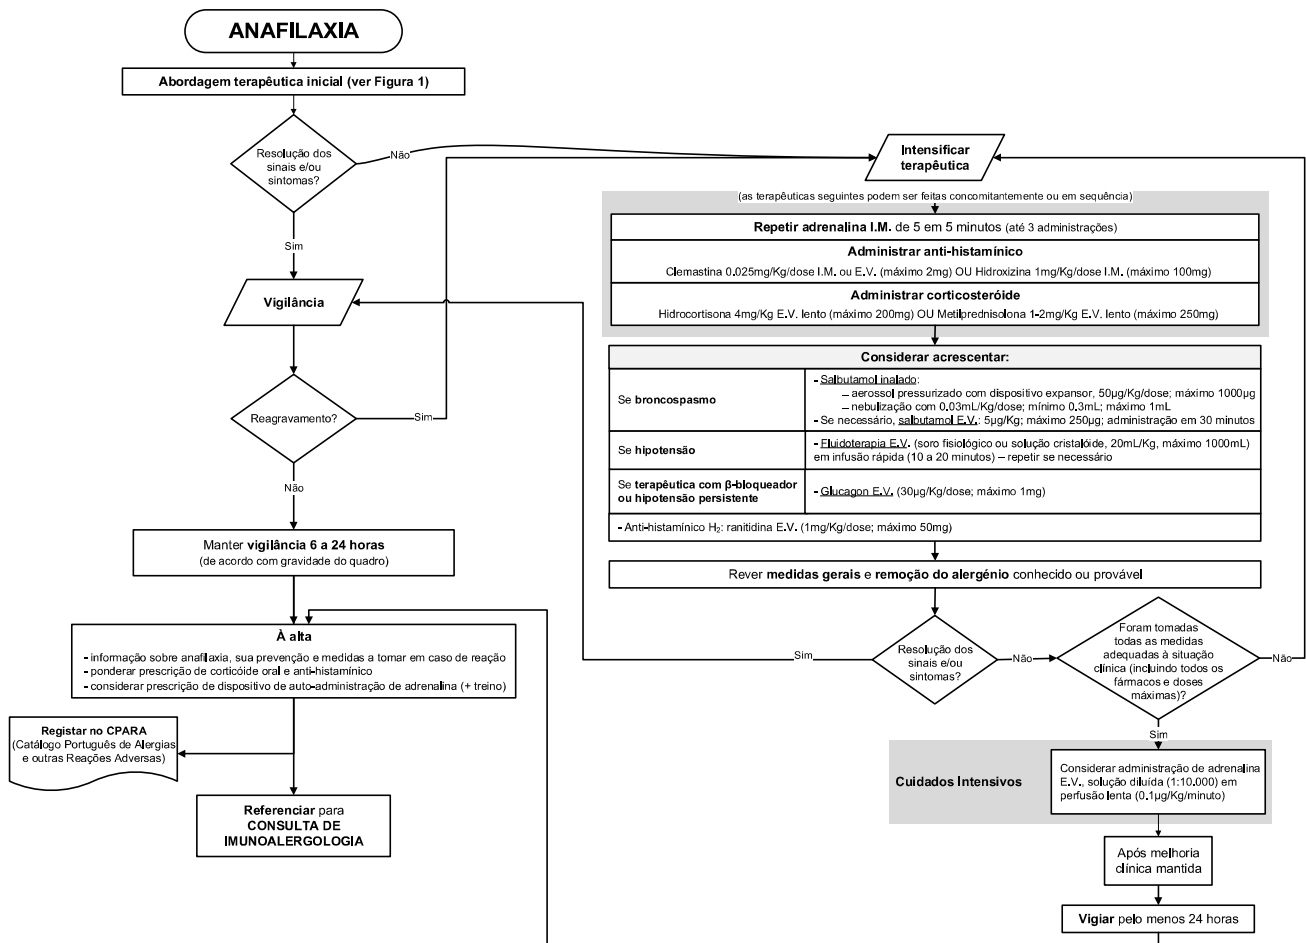 ANAFILAXIA
Abordagem terapêutica inicial (ver Figura 1)
Resolução dos
sinais e/ou
sintomas?
Não
Sim
Vigilância
Reagravamento?
Sim
Não
Manter vigilância 6 a 24 horas
(de acordo com gravidade do quadro)
À alta
- informação sobre anafilaxia, sua prevenção e medidas a tomar em caso de reação
- ponderar prescrição de corticóide oral e anti-histamínico
- considerar prescrição de dispositivo de auto-administração de adrenalina (+ treino)
Registar no CPARA
(Catálogo Português de Alergias
e outras Reações Adversas)
Referenciar para
CONSULTA DE
IMUNOALERGOLOGIA
Intensificar
terapêutica
(as terapêuticas seguintes podem ser feitas concomitantemente ou em sequência)
Repetir adrenalina I.M. de 5 em 5 minutos (até 3 administrações)
Administrar anti-histamínico
Clemastina 0.025mg/Kg/dose I.M. ou E.V. (máximo 2mg) OU Hidroxizina 1mg/Kg/dose I.M. (máximo 100mg)
Administrar corticosteróide
Hidrocortisona 4mg/Kg E.V. lento (máximo 200mg) OU Metilprednisolona 1-2mg/Kg E.V. lento (máximo 250mg)
Considerar acrescentar:
Se broncospasmo
- Salbutamol inalado:
– aerossol pressurizado com dispositivo expansor, 50µg/Kg/dose; máximo 1000µg
– nebulização com 0.03mL/Kg/dose; mínimo 0.3mL; máximo 1mL
- Se necessário, salbutamol E.V.: 5µg/Kg; máximo 250µg; administração em 30 minutos
Se hipotensão
- Fluidoterapia E.V. (soro fisiológico ou solução cristalóide, 20mL/Kg, máximo 1000mL)
em infusão rápida (10 a 20 minutos) – repetir se necessário
Se terapêutica com β-bloqueador
ou hipotensão persistente
- Glucagon E.V. (30µg/Kg/dose; máximo 1mg)
- Anti-histamínico H₂: ranitidina E.V. (1mg/Kg/dose; máximo 50mg)
Rever medidas gerais e remoção do alergénio conhecido ou provável
Resolução dos
sinais e/ou
sintomas?
Sim
Não
Foram tomadas
todas as medidas
adequadas à situação
clínica (incluindo todos os
fármacos e doses
máximas)?
Não
Sim
Cuidados Intensivos
Considerar administração de adrenalina
E.V., solução diluída (1:10.000) em
perfusão lenta (0.1µg/Kg/minuto)
Após melhoria
clínica mantida
Vigiar pelo menos 24 horas